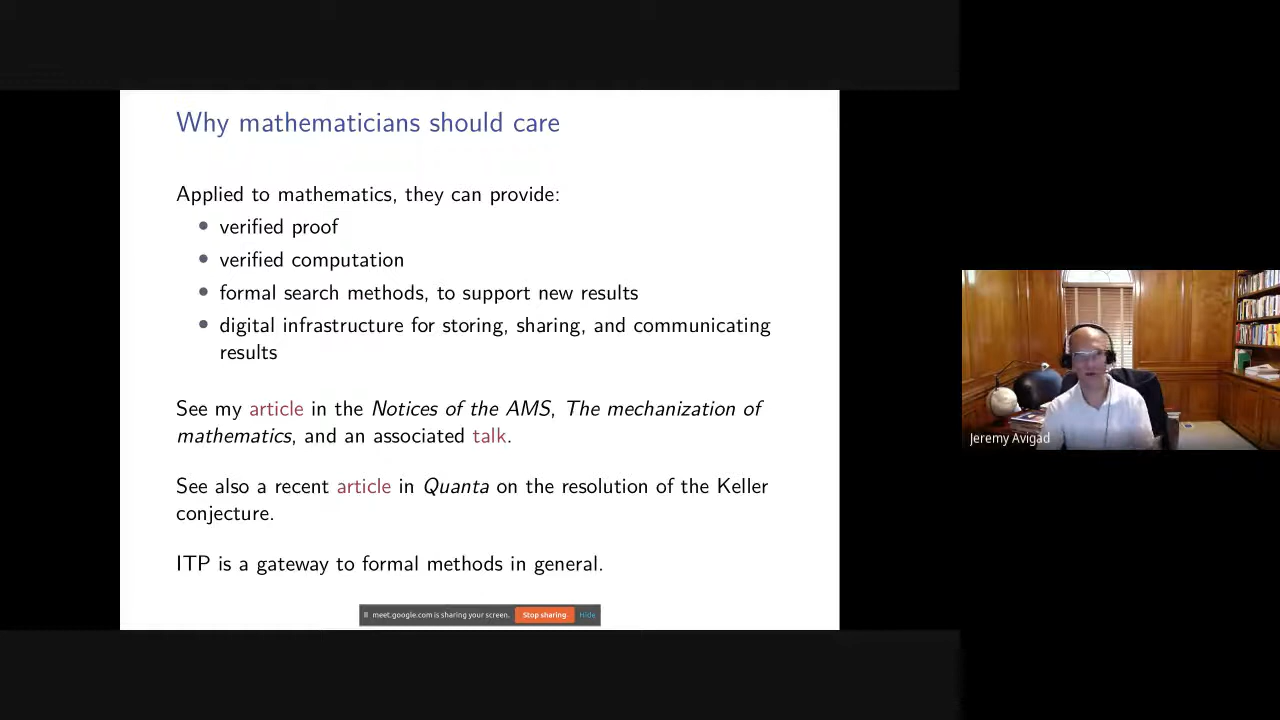 Why mathematicians should care
Applied to mathematics, they can provide:
• verified proof
• verified computation
• formal search methods, to support new results
• digital infrastructure for storing, sharing, and communicating
results
See my article in the Notices of the AMS, The mechanization of
mathematics, and an associated talk.
See also a recent article in Quanta on the resolution of the Keller
conjecture.
ITP is a gateway to formal methods in general.
meet.google.com is sharing your screen. Stop sharing Hide
Jeremy Avigad